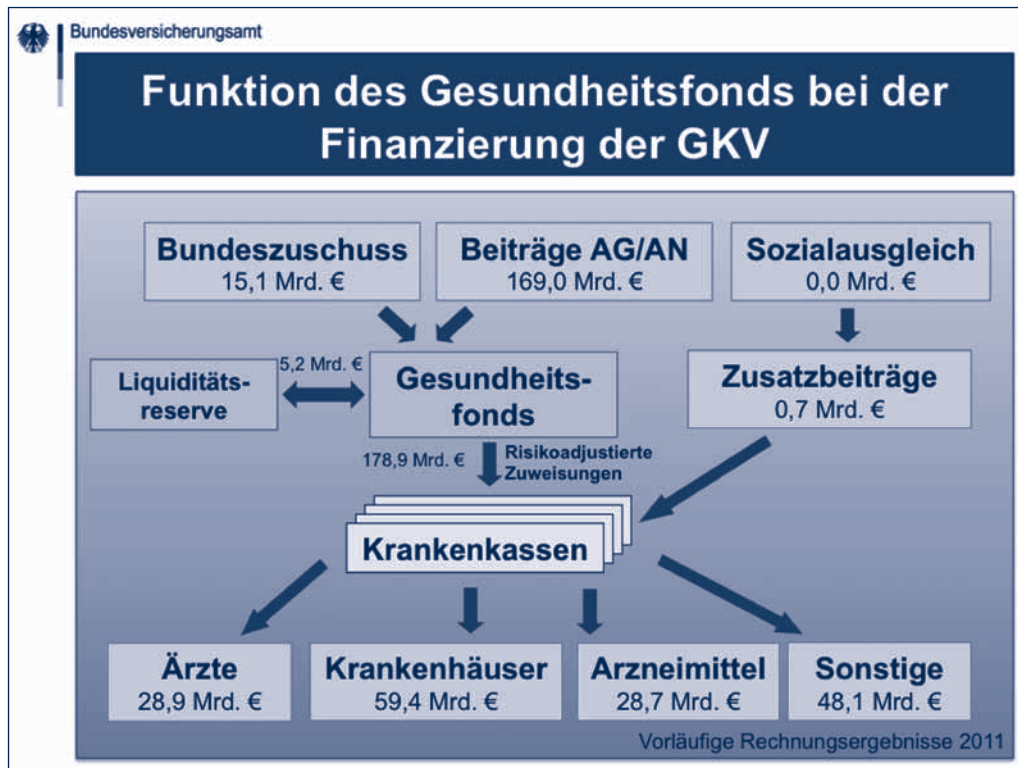 Bundesversicherungsamt
Funktion des Gesundheitsfonds bei der
Finanzierung der GKV
Bundeszuschuss
15,1 Mrd. €
Beiträge AG/AN
169,0 Mrd. €
Sozialausgleich
0,0 Mrd. €
Liquiditäts-
reserve
5,2 Mrd. €
Gesundheits-
fonds
Zusatzbeiträge
0,7 Mrd. €
178,9 Mrd. €
Risikoadjustierte
Zuweisungen
Krankenkassen
Ärzte
28,9 Mrd. €
Krankenhäuser
59,4 Mrd. €
Arzneimittel
28,7 Mrd. €
Sonstige
48,1 Mrd. €
Vorläufige Rechnungsergebnisse 2011